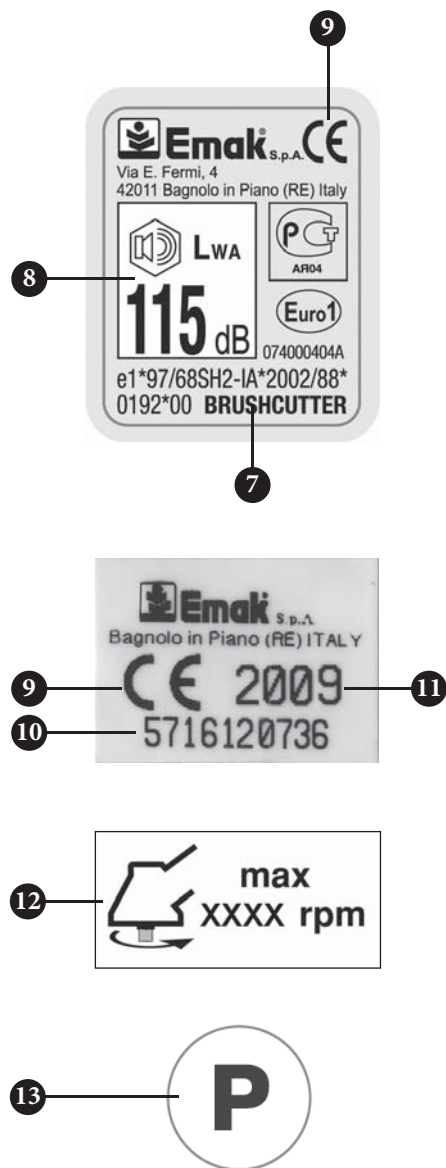 9
Emak® S.p.A. CE
Via E. Fermi, 4
42011 Bagnolo in Piano (RE) Italy
8
LWA
115 dB
РСТ
АЯ04
Euro1
074000404A
e1*97/68SH2-IA*2002/88*
0192*00 BRUSHCUTTER
7
Emak S.p.A.
Bagnolo in Piano (RE) ITALY
9 CE 2009 11
10 5716120736
12
max
XXXX rpm
13 P